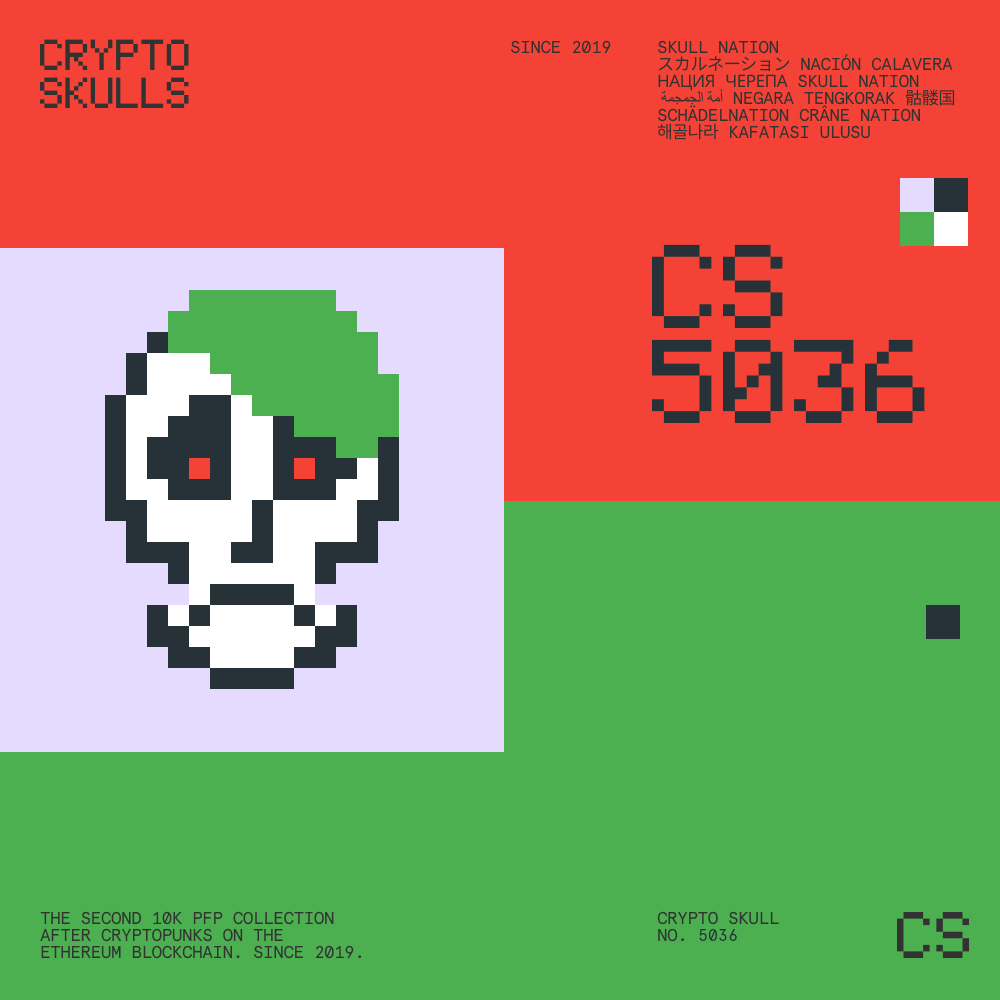 CRYPTO
SKULLS
SINCE 2019
SKULL NATION
スカルネーション NACIÓN CALAVERA
НАЦИЯ ЧЕРЕПА SKULL NATION
أمة الجمجمة NEGARA TENGKORAK 骷髅国
SCHÄDELNATION CRÂNE NATION
해골나라 KAFATASI ULUSU
CS
5036
THE SECOND 10K PFP COLLECTION
AFTER CRYPTOPUNKS ON THE
ETHEREUM BLOCKCHAIN. SINCE 2019.
CRYPTO SKULL
NO. 5036
CS